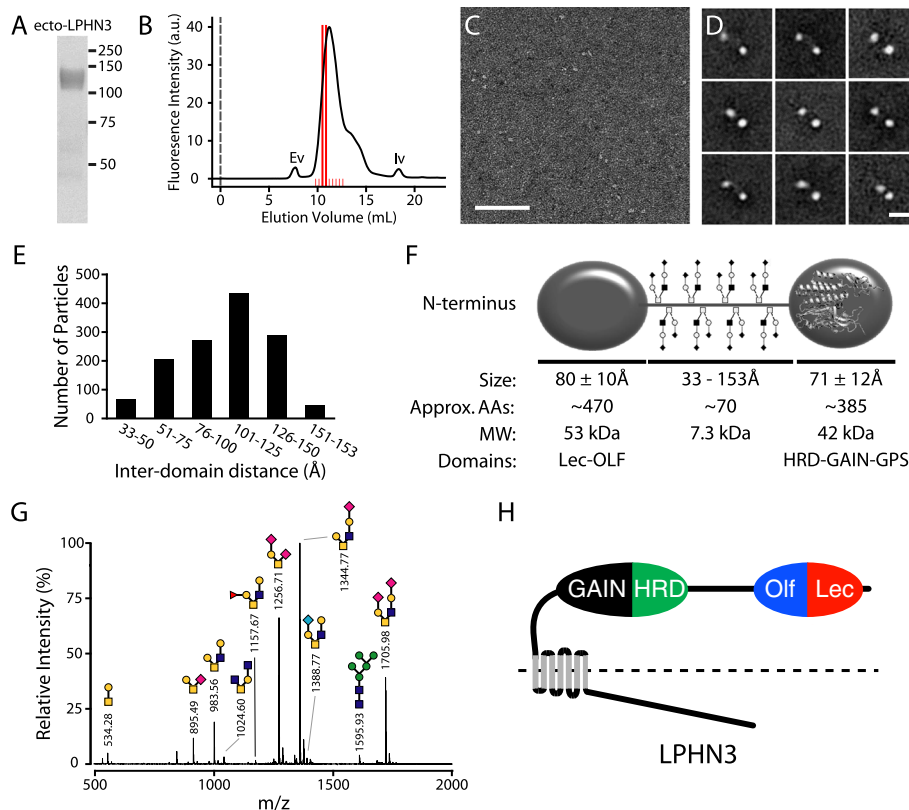 A
ecto-LPHN3
250
150
100
75
50
B
Fluoresence Intensity (a.u.)
40
30
20
10
0
Ev
Iv
0
5
10
15
20
Elution Volume (mL)
C
D
E
Number of Particles
500
400
300
200
100
0
33-50
51-75
76-100
101-125
126-150
151-153
Inter-domain distance (Å)
F
N-terminus
Size: 80 ± 10Å 33 - 153Å 71 ± 12Å
Approx. AAs: ~470 ~70 ~385
MW: 53 kDa 7.3 kDa 42 kDa
Domains: Lec-OLF HRD-GAIN-GPS
G
Relative Intensity (%)
100
75
50
25
0
534.28
895.49
983.56
1024.60
1157.67
1256.71
1344.77
1388.77
1595.93
1705.98
500
1000
1500
2000
m/z
H
GAIN HRD Olf Lec
LPHN3